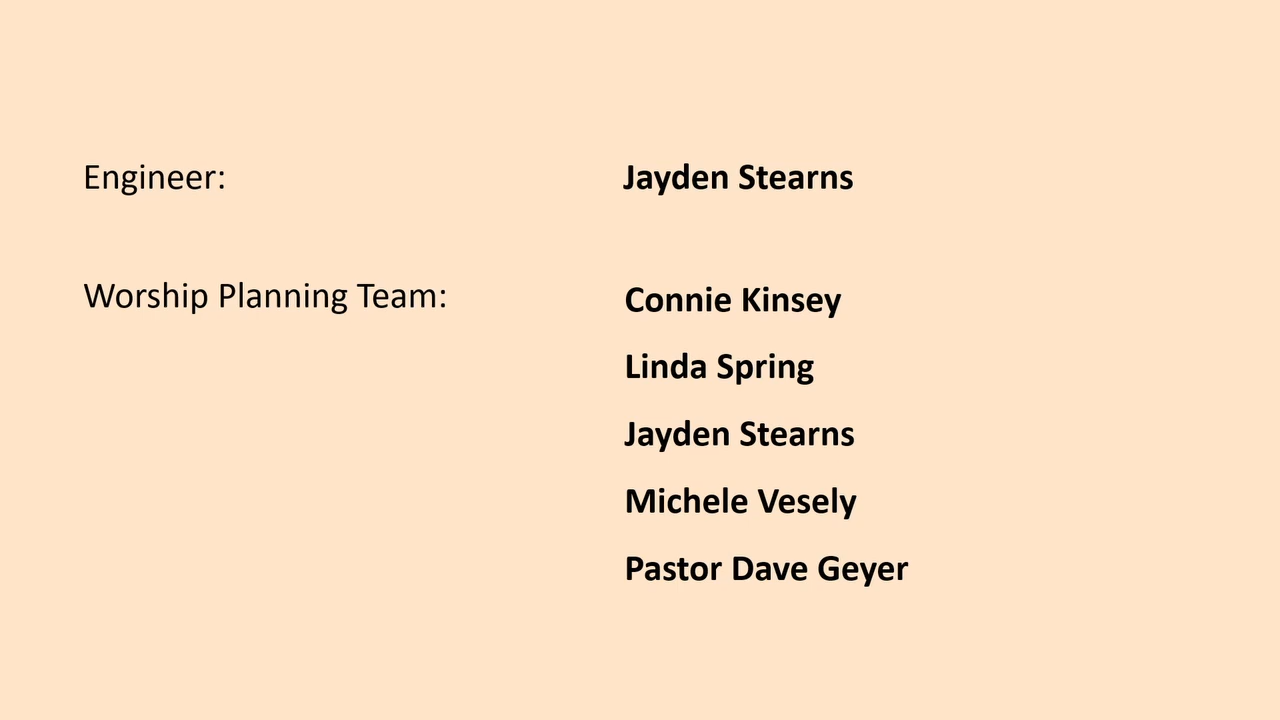 Engineer: Jayden Stearns
Worship Planning Team: Connie Kinsey
Linda Spring
Jayden Stearns
Michele Vesely
Pastor Dave Geyer